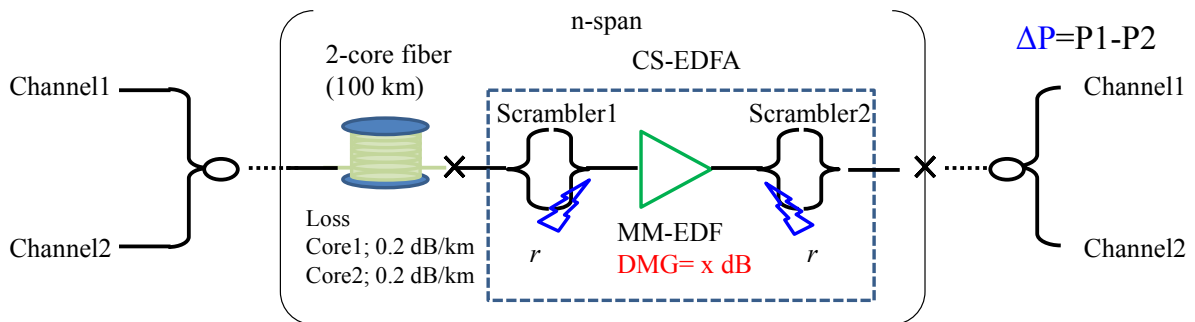 n-span
ΔP=P1-P2
2-core fiber
(100 km)
CS-EDFA
Channel1
Channel1
Scrambler1
Scrambler2
Loss
Core1; 0.2 dB/km
Core2; 0.2 dB/km
r
MM-EDF
DMG= x dB
r
Channel2
Channel2